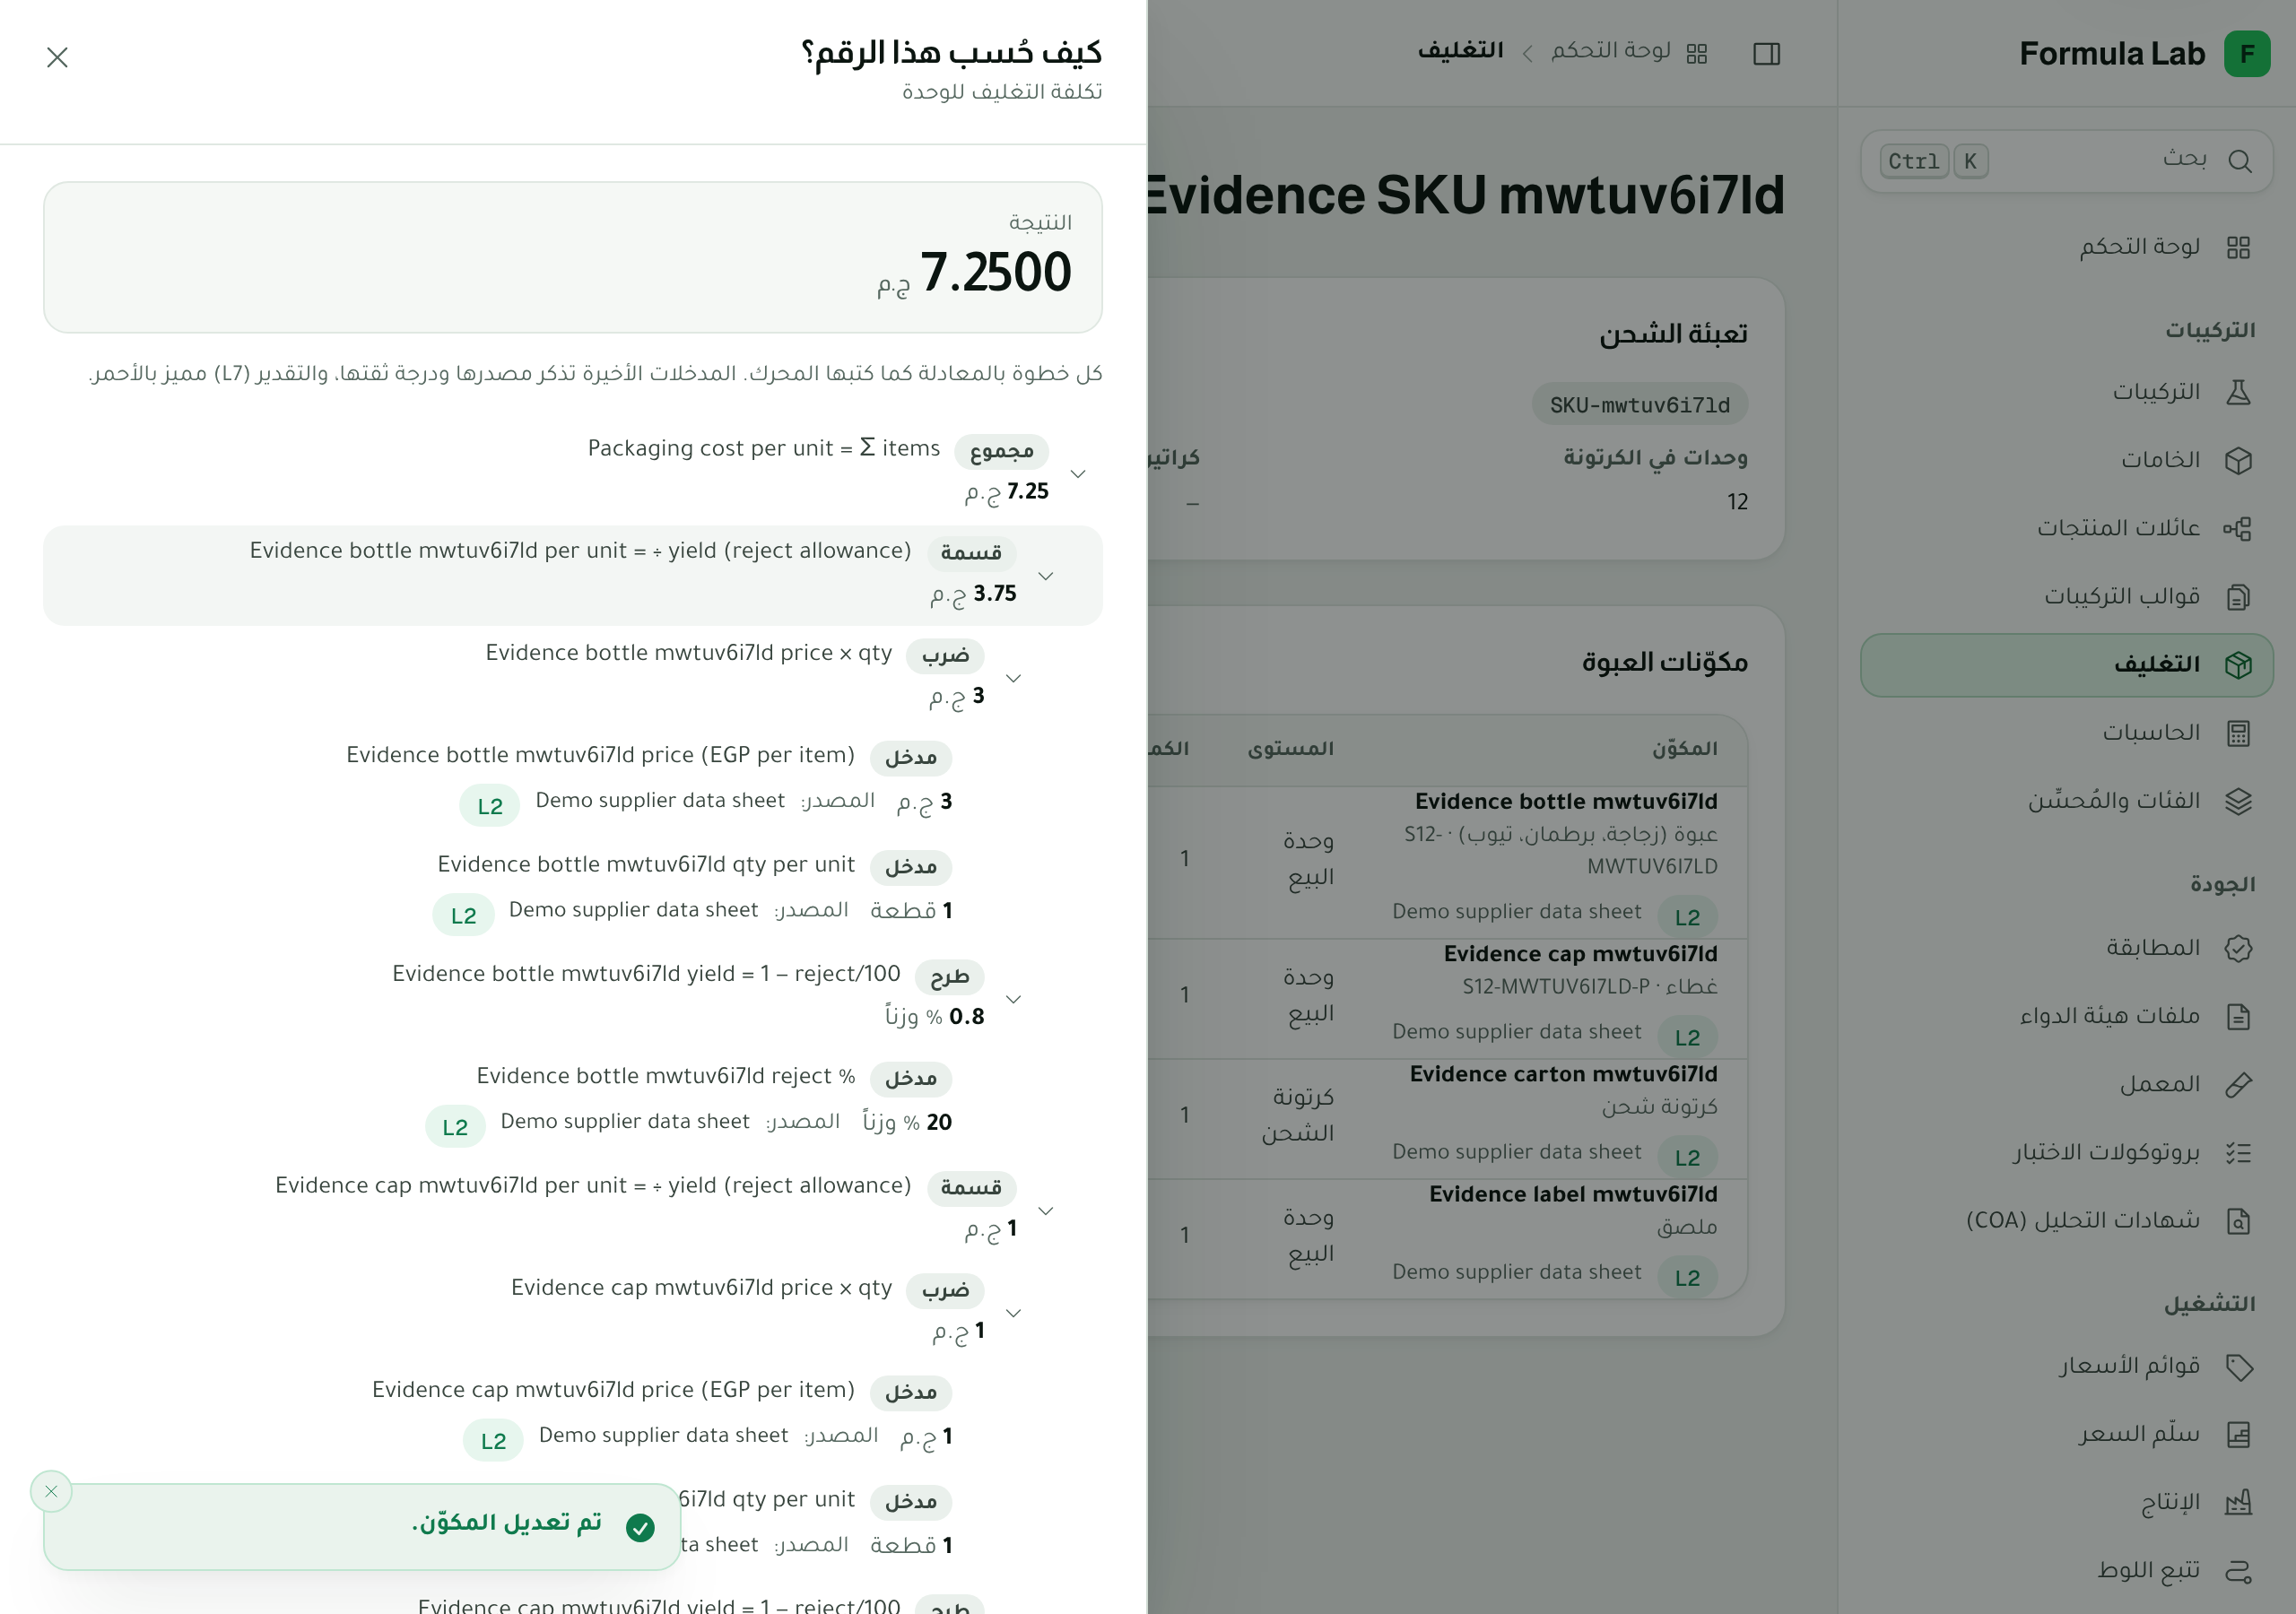 Formula Lab
F
بحث
Ctrl K
لوحة التحكم
التركيبات
التركيبات
الخامات
عائلات المنتجات
قوالب التركيبات
التغليف
الحاسبات
الفئات والمُحسِّن
الجودة
المطابقة
ملفات هيئة الدواء
المعمل
بروتوكولات الاختبار
شهادات التحليل (COA)
التشغيل
قوائم الأسعار
سلّم السعر
الإنتاج
تتبع اللوط
لوحة التحكم
التغليف
Evidence SKU mwtuv6i7ld
تعبئة الشحن
SKU-mwtuv6i7ld
وحدات في الكرتونة
12
–
مكوّنات العبوة
المكوّن المستوى
Evidence bottle mwtuv6i7ld
عبوة (زجاجة، برطمان، تيوب) · S12-
MWTUV6I7LD
L2 Demo supplier data sheet
وحدة
البيع
1
Evidence cap mwtuv6i7ld
غطاء · S12-MWTUV6I7LD-P
L2 Demo supplier data sheet
وحدة
البيع
1
Evidence carton mwtuv6i7ld
كرتونة شحن
L2 Demo supplier data sheet
كرتونة
الشحن
1
Evidence label mwtuv6i7ld
ملصق
L2 Demo supplier data sheet
وحدة
البيع
1
كيف حُسب هذا الرقم؟
تكلفة التغليف للوحدة
النتيجة
7.2500 ج.م
كل خطوة بالمعادلة كما كتبها المحرك. المدخلات الأخيرة تذكر مصدرها ودرجة ثقتها، والتقدير (L7) مميز بالأحمر.
مجموع Packaging cost per unit = Σ items
7.25 ج.م
قسمة Evidence bottle mwtuv6i7ld per unit = ÷ yield (reject allowance)
3.75 ج.م
ضرب Evidence bottle mwtuv6i7ld price × qty
3 ج.م
مدخل Evidence bottle mwtuv6i7ld price (EGP per item)
3 ج.م المصدر: Demo supplier data sheet L2
مدخل Evidence bottle mwtuv6i7ld qty per unit
1 قطعة المصدر: Demo supplier data sheet L2
طرح Evidence bottle mwtuv6i7ld yield = 1 − reject/100
0.8 % وزناً
مدخل Evidence bottle mwtuv6i7ld reject %
20 % وزناً المصدر: Demo supplier data sheet L2
قسمة Evidence cap mwtuv6i7ld per unit = ÷ yield (reject allowance)
1 ج.م
ضرب Evidence cap mwtuv6i7ld price × qty
1 ج.م
مدخل Evidence cap mwtuv6i7ld price (EGP per item)
1 ج.م المصدر: Demo supplier data sheet L2
مدخل qty per unit
1 قطعة المصدر: sheet
طرح Evidence cap mwtuv6i7ld yield = 1 − reject/100
تم تعديل المكوّن.